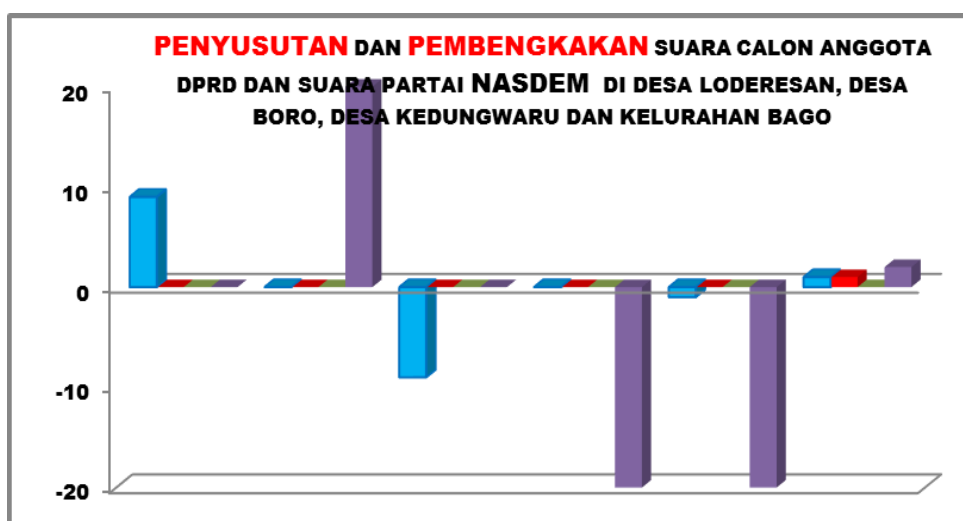 PENYUSUTAN DAN PEMBENGKAKAN SUARA CALON ANGGOTA
DPRD DAN SUARA PARTAI NASDEM DI DESA LODERESAN, DESA
BORO, DESA KEDUNGWARU DAN KELURAHAN BAGO
20
10
0
-10
-20